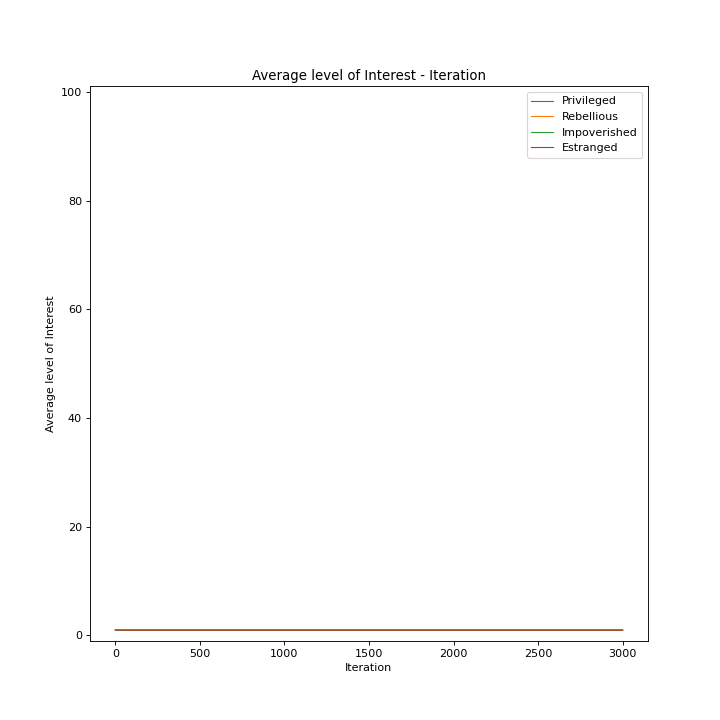 Average level of Interest - Iteration
Privileged
Rebellious
Impoverished
Estranged
100
80
60
40
20
0
Average level of Interest
0 500 1000 1500 2000 2500 3000
Iteration